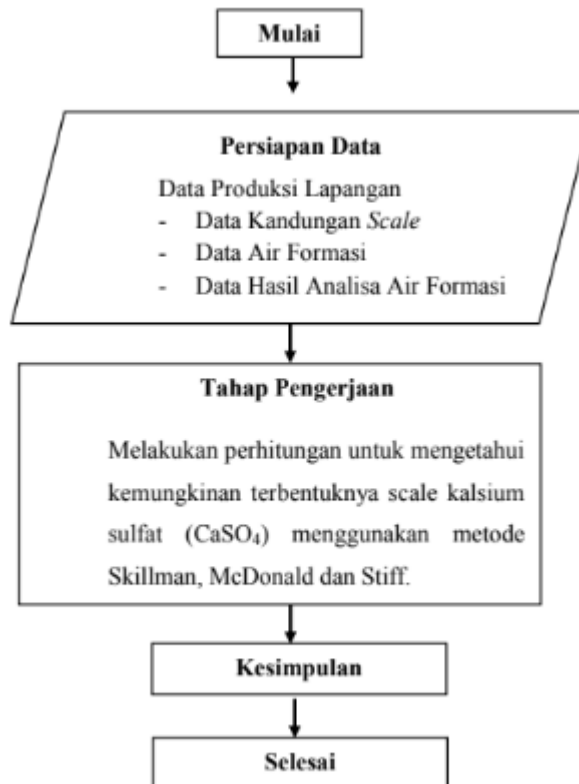 Mulai
Persiapan Data
Data Produksi Lapangan
- Data Kandungan Scale
- Data Air Formasi
- Data Hasil Analisa Air Formasi
Tahap Pengerjaan
Melakukan perhitungan untuk mengetahui
kemungkinan terbentuknya scale kalsium
sulfat (CaSO₄) menggunakan metode
Skillman, McDonald dan Stiff.
Kesimpulan
Selesai